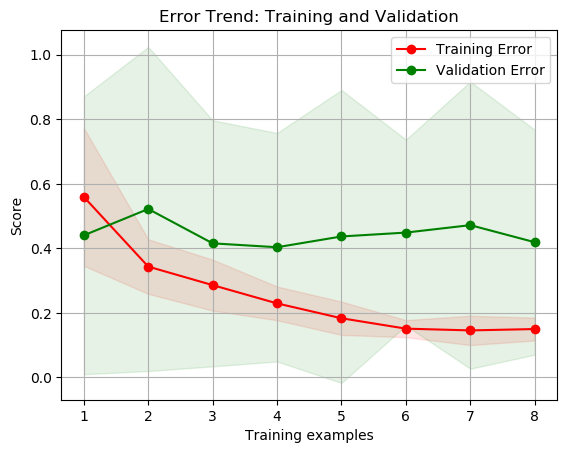 Error Trend: Training and Validation
Training Error
Validation Error
Score
1.0
0.8
0.6
0.4
0.2
0.0
1 2 3 4 5 6 7 8
Training examples